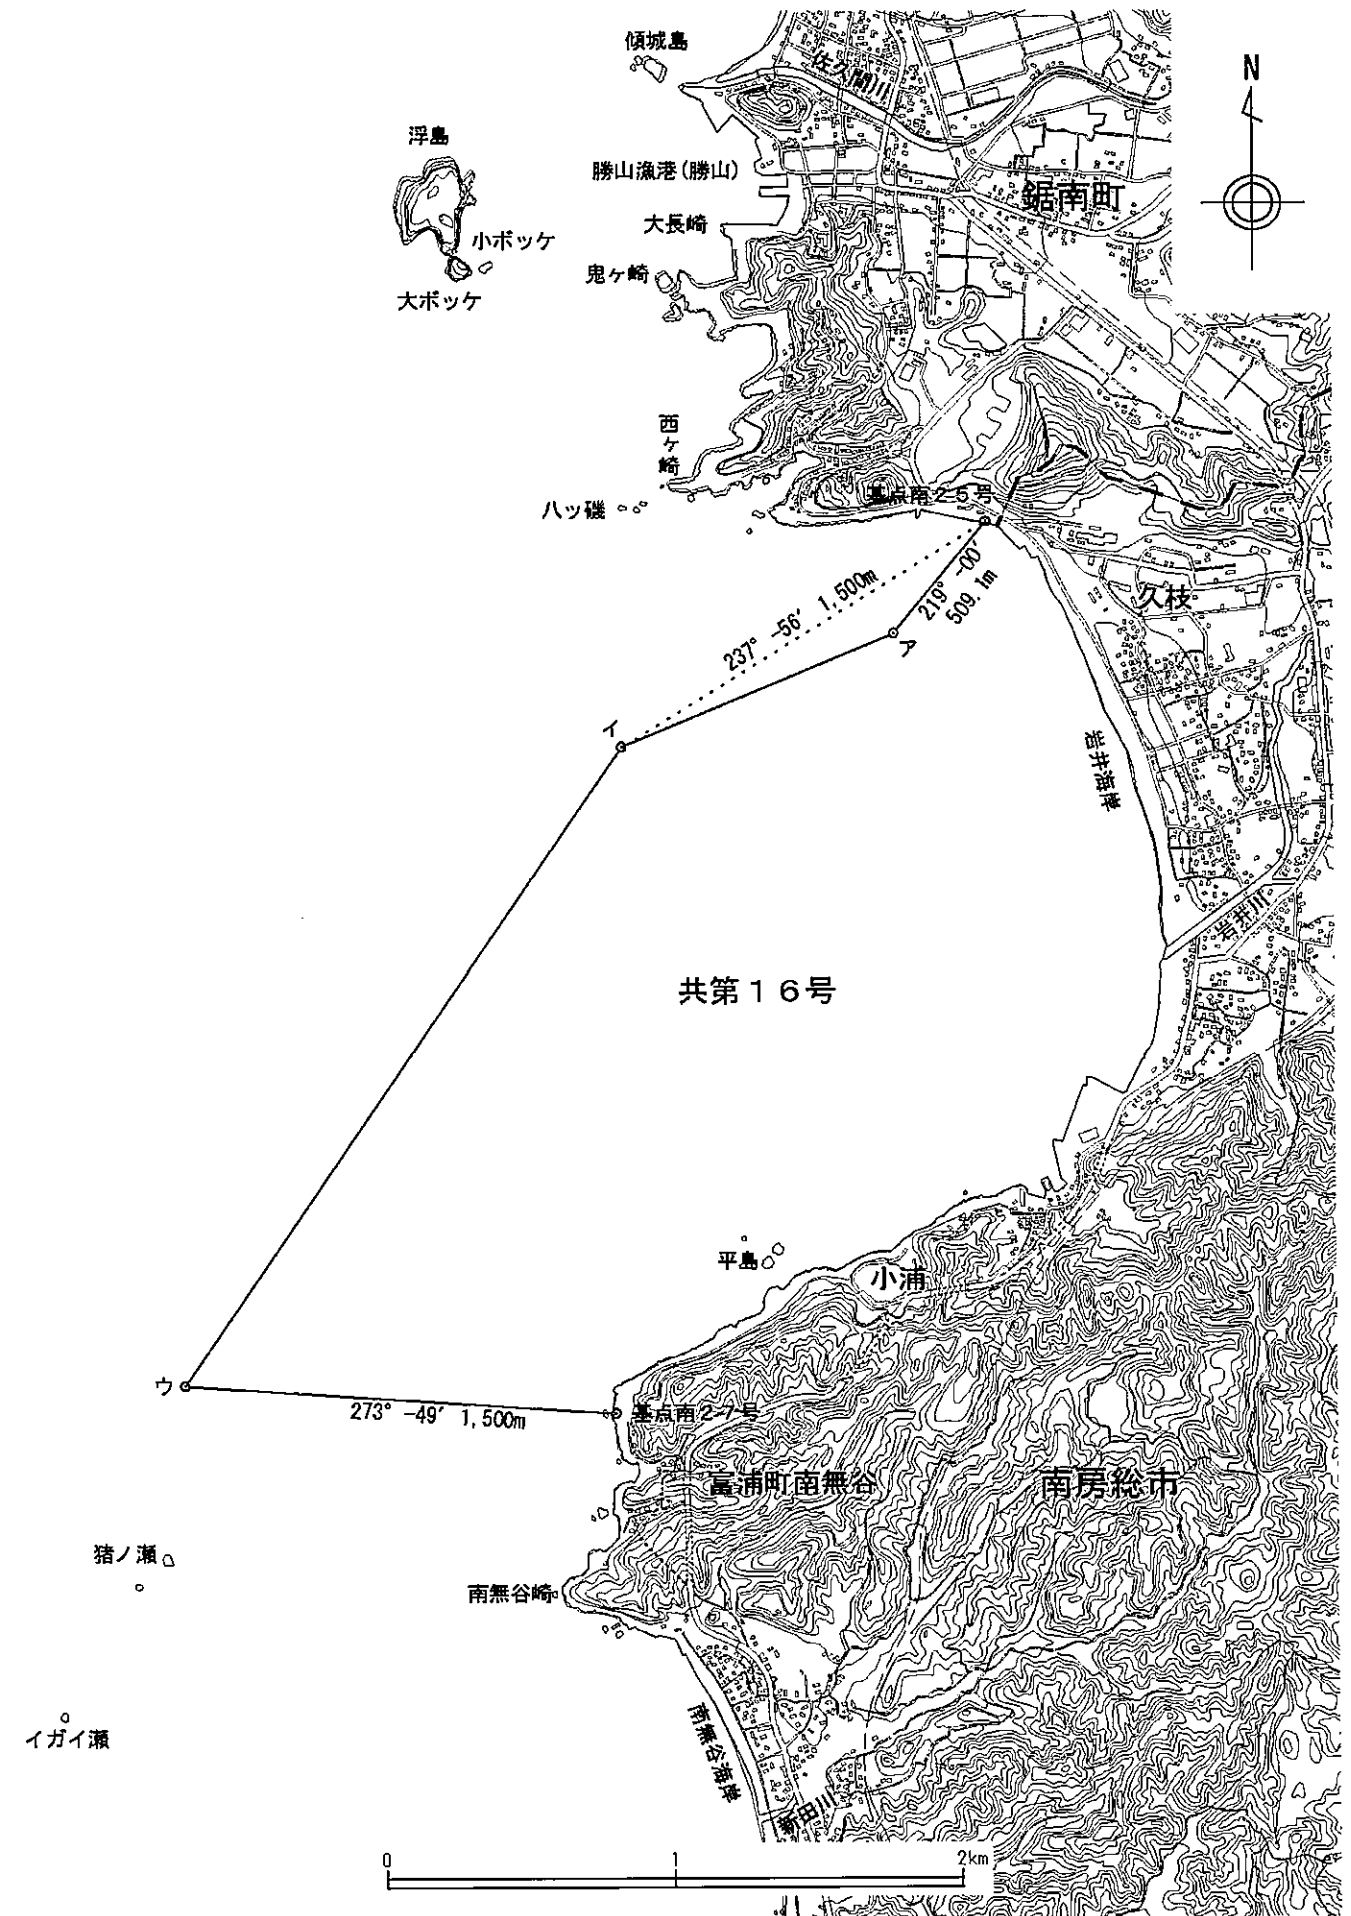 傾城島
佐久間川
N
浮島
勝山漁港(勝山)
鋸南町
大長崎
小ボッケ
鬼ヶ崎
大ボッケ
西ヶ崎
基点南25号
八ッ磯
219° -00′
509.1m
237° -56′ 1,500m
久枝
ア
イ
岩井海岸
岩井川
共第16号
平島
小浦
ウ
273° -49′ 1,500m
基点南27号
富浦町南無谷
南房総市
猪ノ瀬
南無谷崎
イガイ瀬
南無谷海岸
新田川
0 1 2km